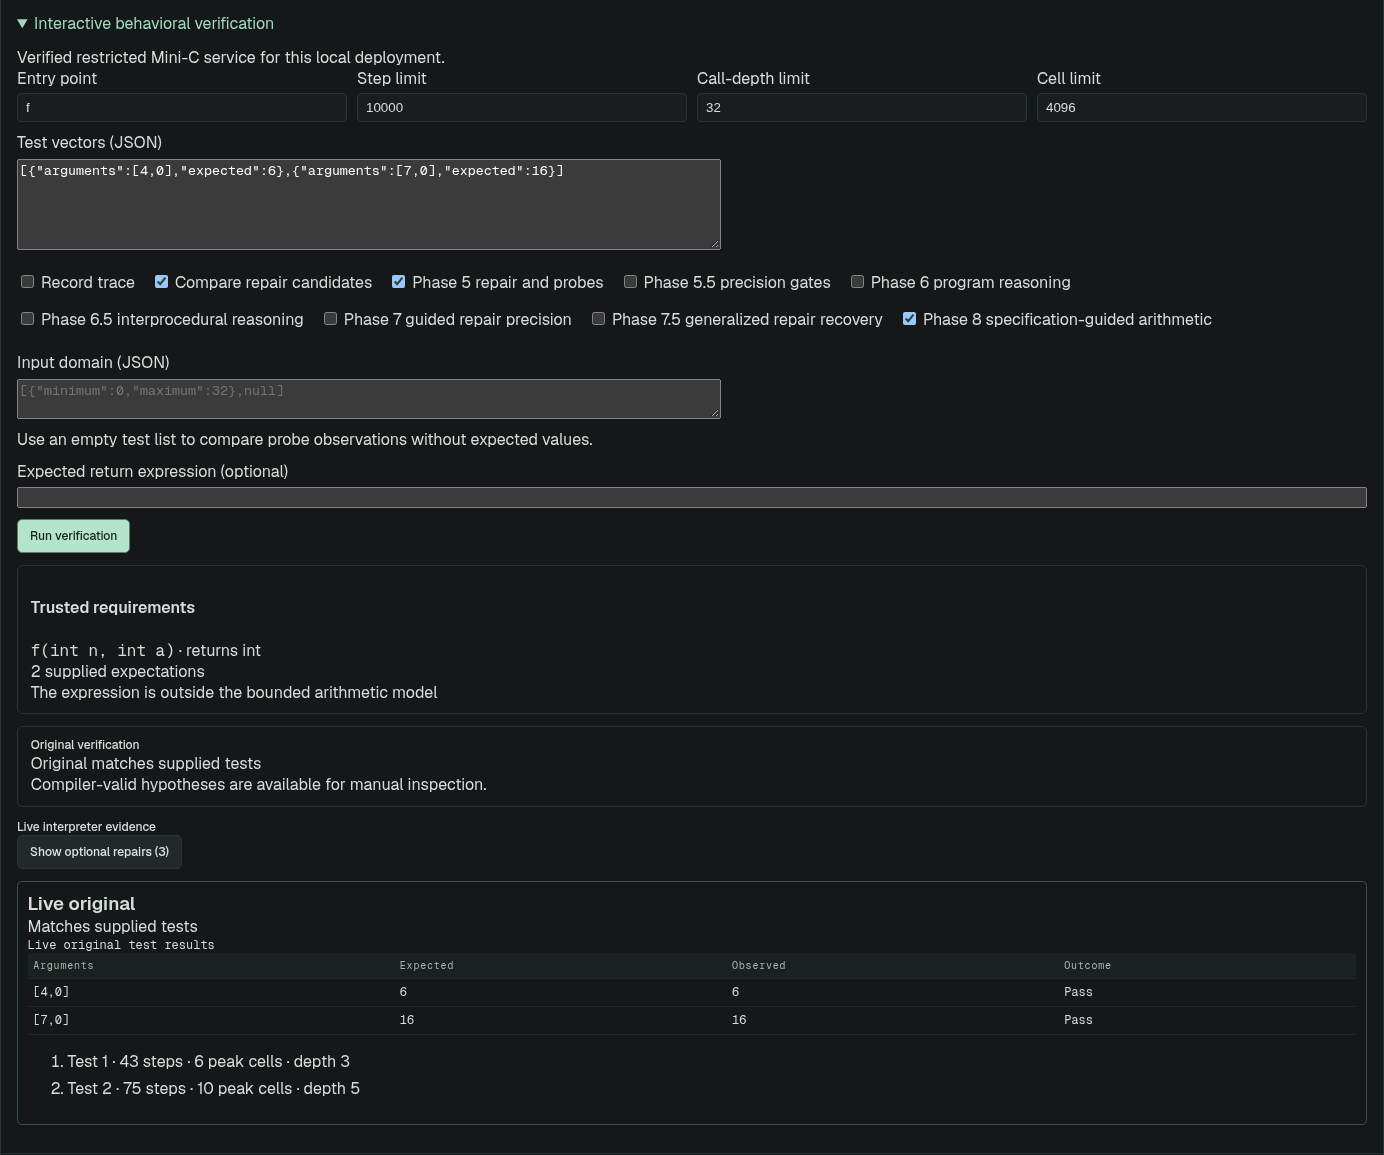 Interactive behavioral verification
Verified restricted Mini-C service for this local deployment.
Entry point Step limit Call-depth limit Cell limit
f 10000 32 4096
Test vectors (JSON)
[{"arguments":[4,0],"expected":6},{"arguments":[7,0],"expected":16}]
Record trace Compare repair candidates Phase 5 repair and probes Phase 5.5 precision gates Phase 6 program reasoning
Phase 6.5 interprocedural reasoning Phase 7 guided repair precision Phase 7.5 generalized repair recovery Phase 8 specification-guided arithmetic
Input domain (JSON)
[{"minimum":0,"maximum":32},null]
Use an empty test list to compare probe observations without expected values.
Expected return expression (optional)
Run verification
Trusted requirements
f(int n, int a) · returns int
2 supplied expectations
The expression is outside the bounded arithmetic model
Original verification
Original matches supplied tests
Compiler-valid hypotheses are available for manual inspection.
Live interpreter evidence
Show optional repairs (3)
Live original
Matches supplied tests
Live original test results
Arguments Expected Observed Outcome
[4,0] 6 6 Pass
[7,0] 16 16 Pass
1. Test 1 · 43 steps · 6 peak cells · depth 3
2. Test 2 · 75 steps · 10 peak cells · depth 5